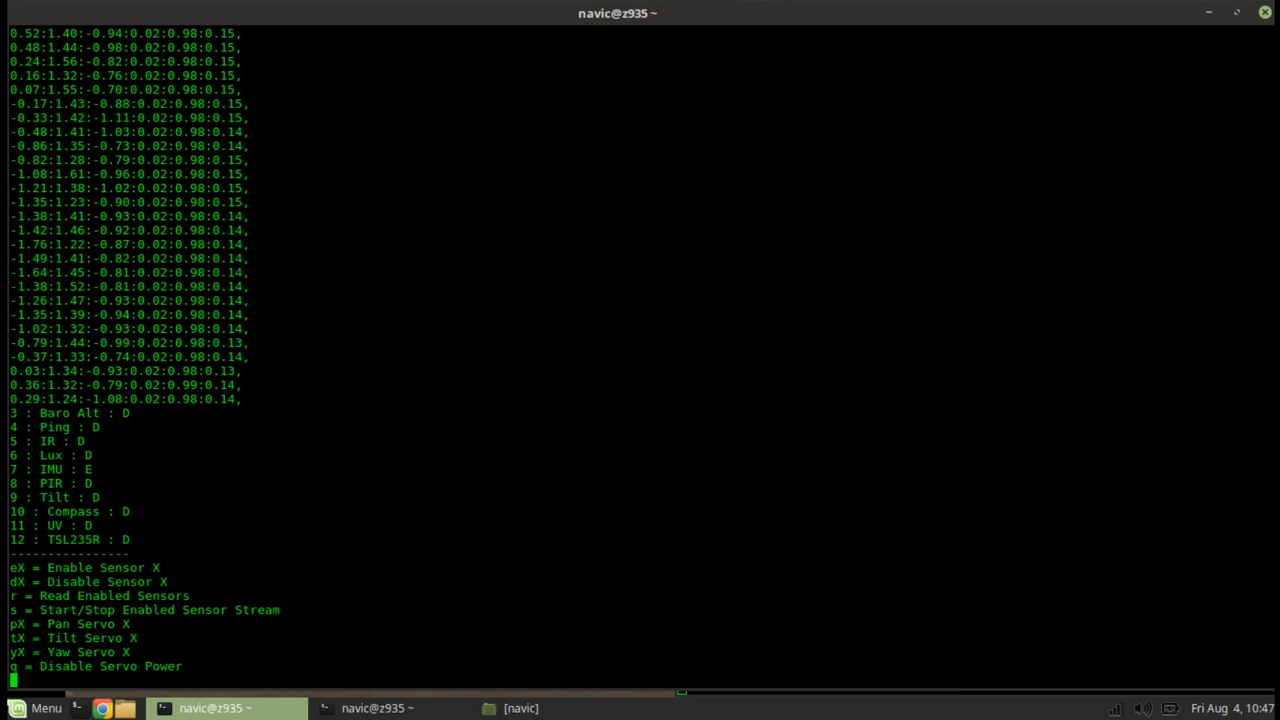 navic@z935 ~
0.52:1.40:-0.94:0.02:0.98:0.15,
0.48:1.44:-0.98:0.02:0.98:0.15,
0.24:1.56:-0.82:0.02:0.98:0.15,
0.16:1.32:-0.76:0.02:0.98:0.15,
0.07:1.55:-0.70:0.02:0.98:0.15,
-0.17:1.43:-0.88:0.02:0.98:0.15,
-0.33:1.42:-1.11:0.02:0.98:0.15,
-0.48:1.41:-1.03:0.02:0.98:0.14,
-0.86:1.35:-0.73:0.02:0.98:0.14,
-0.82:1.28:-0.79:0.02:0.98:0.15,
-1.08:1.61:-0.96:0.02:0.98:0.15,
-1.21:1.38:-1.02:0.02:0.98:0.15,
-1.35:1.23:-0.90:0.02:0.98:0.15,
-1.38:1.41:-0.93:0.02:0.98:0.14,
-1.42:1.46:-0.92:0.02:0.98:0.14,
-1.76:1.22:-0.87:0.02:0.98:0.14,
-1.49:1.41:-0.82:0.02:0.98:0.14,
-1.64:1.45:-0.81:0.02:0.98:0.14,
-1.38:1.52:-0.81:0.02:0.98:0.14,
-1.26:1.47:-0.93:0.02:0.98:0.14,
-1.35:1.39:-0.94:0.02:0.98:0.14,
-1.02:1.32:-0.93:0.02:0.98:0.14,
-0.79:1.44:-0.99:0.02:0.98:0.13,
-0.37:1.33:-0.74:0.02:0.98:0.14,
0.03:1.34:-0.93:0.02:0.98:0.13,
0.36:1.32:-0.79:0.02:0.99:0.14,
0.29:1.24:-1.08:0.02:0.98:0.14,
3 : Baro Alt : D
4 : Ping : D
5 : IR : D
6 : Lux : D
7 : IMU : E
8 : PIR : D
9 : Tilt : D
10 : Compass : D
11 : UV : D
12 : TSL235R : D
----------------
eX = Enable Sensor X
dX = Disable Sensor X
r = Read Enabled Sensors
s = Start/Stop Enabled Sensor Stream
pX = Pan Servo X
tX = Tilt Servo X
yX = Yaw Servo X
q = Disable Servo Power
Menu navic@z935 ~ navic@z935 ~ [navic] Fri Aug 4, 10:47